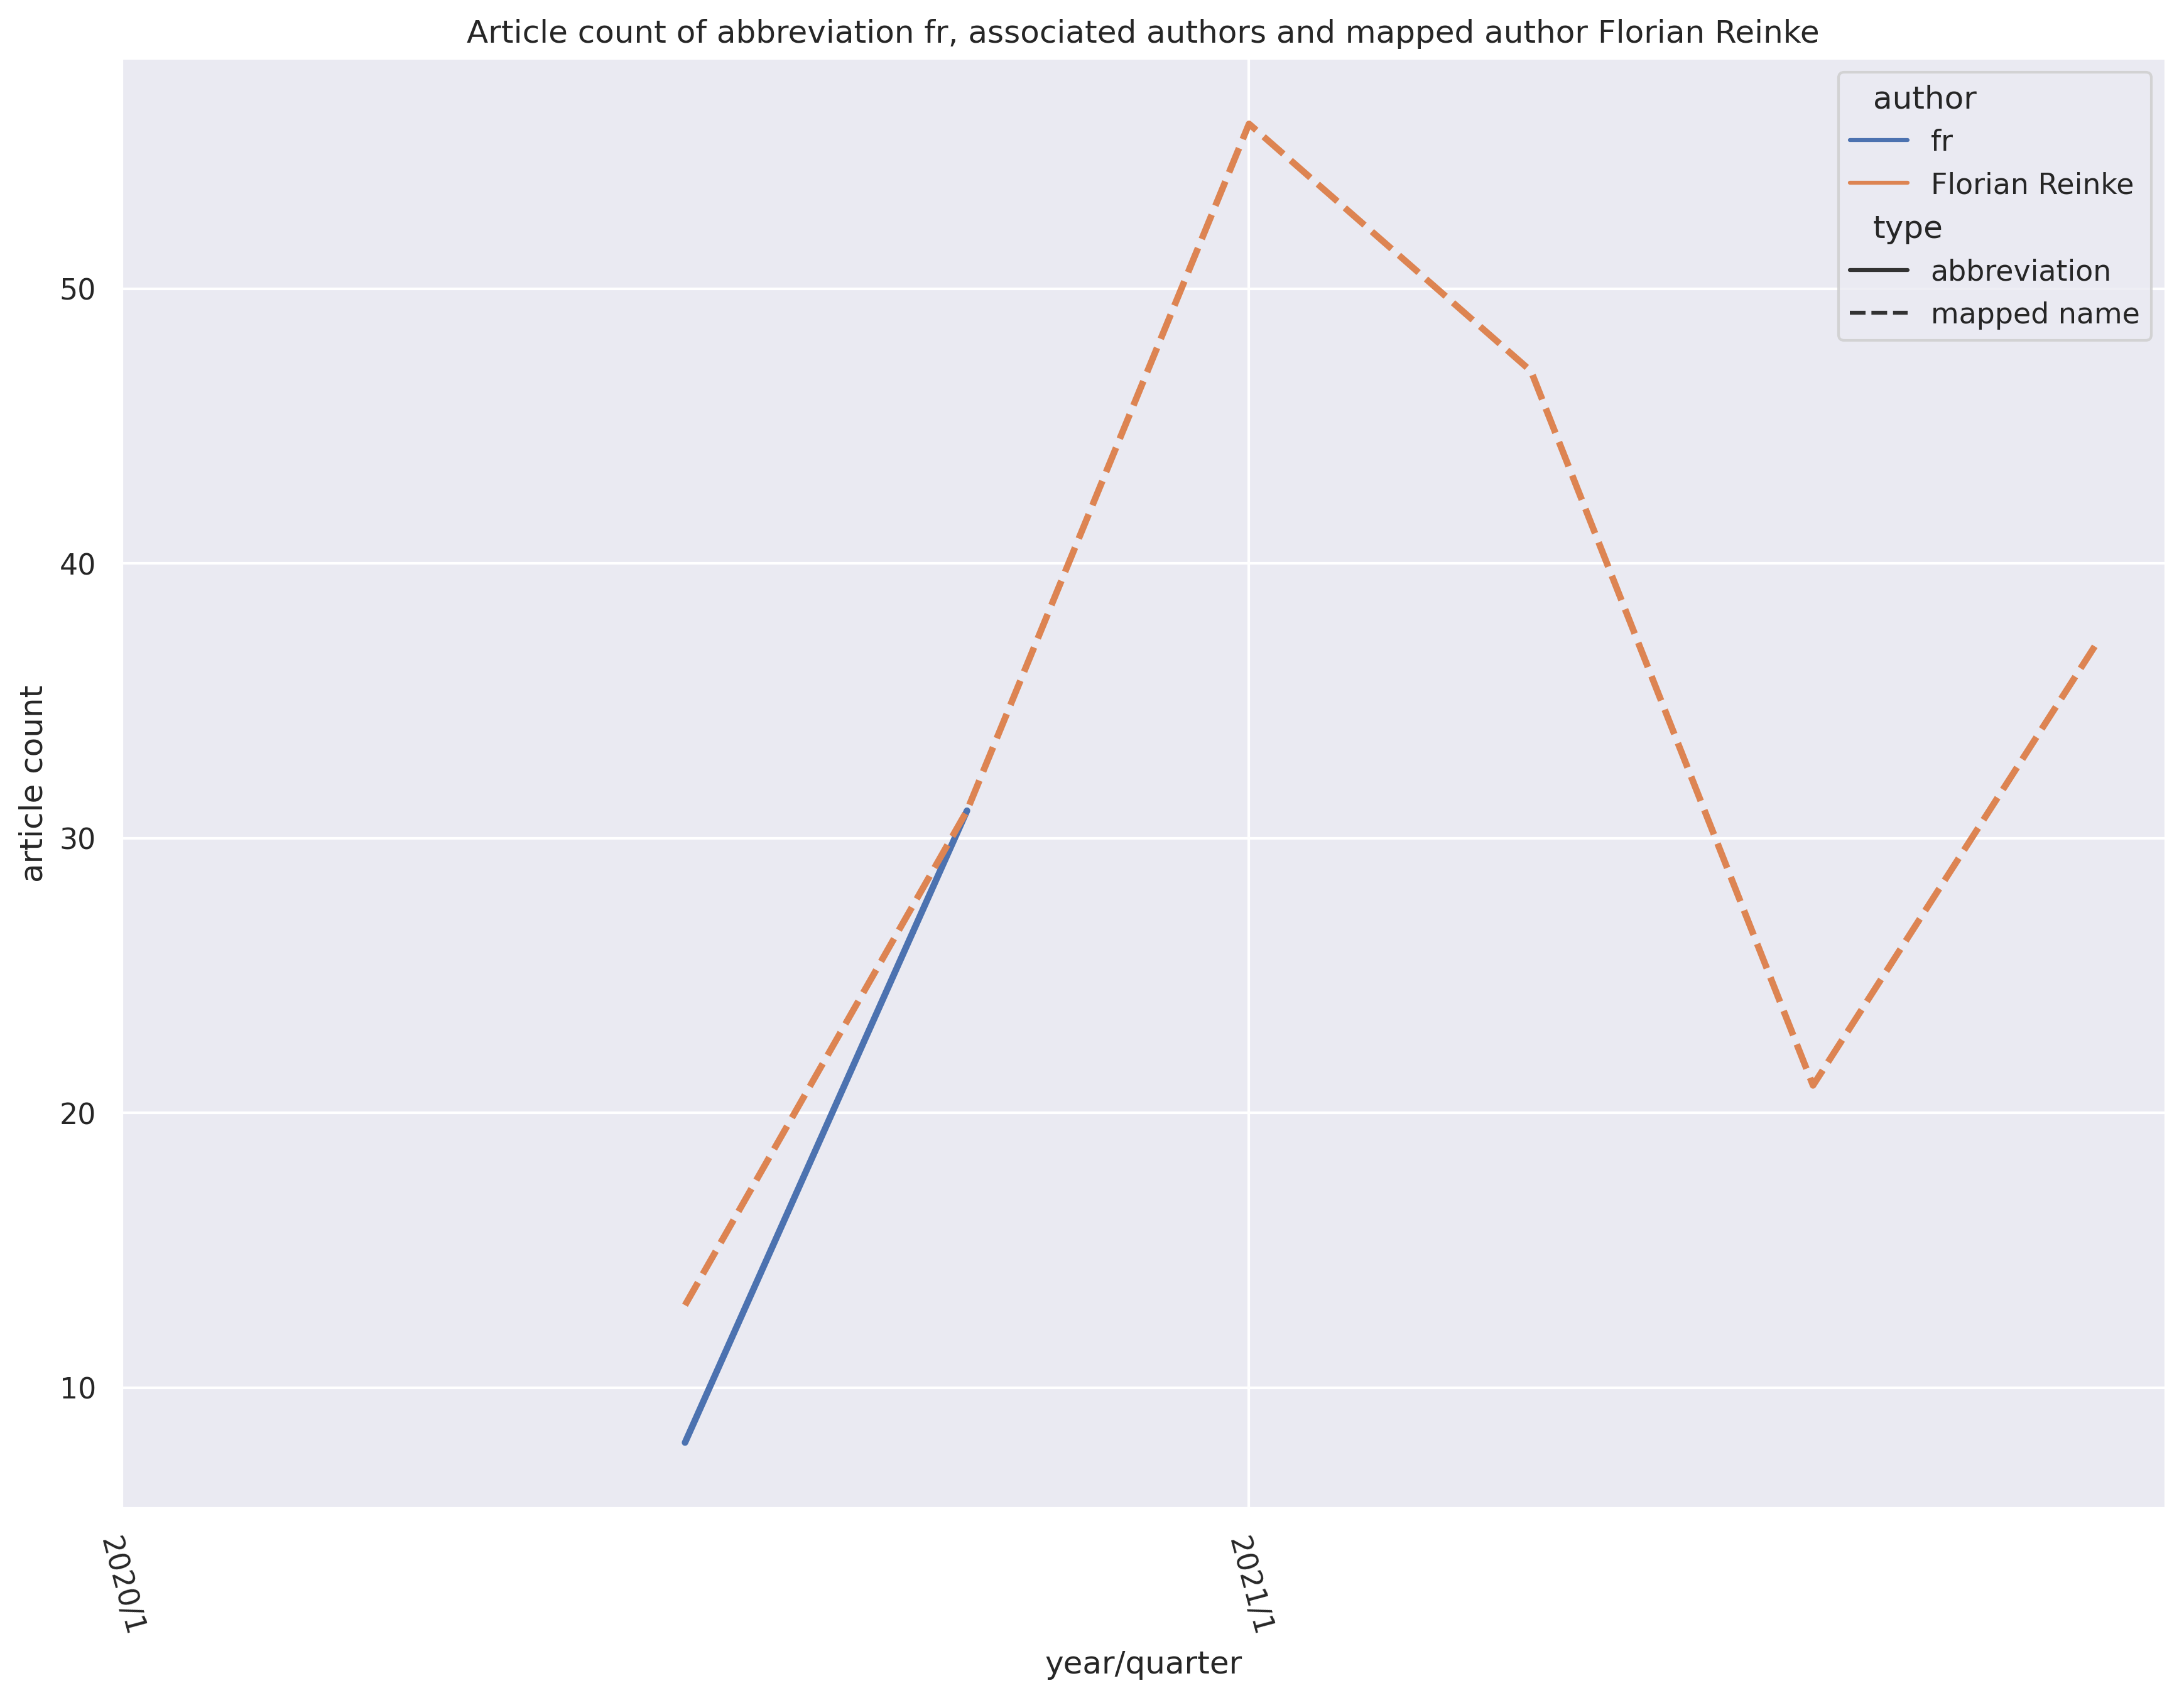 Article count of abbreviation fr, associated authors and mapped author Florian Reinke
author
fr
Florian Reinke
type
abbreviation
mapped name
50
40
30
20
10
article count
2020/1
2021/1
year/quarter